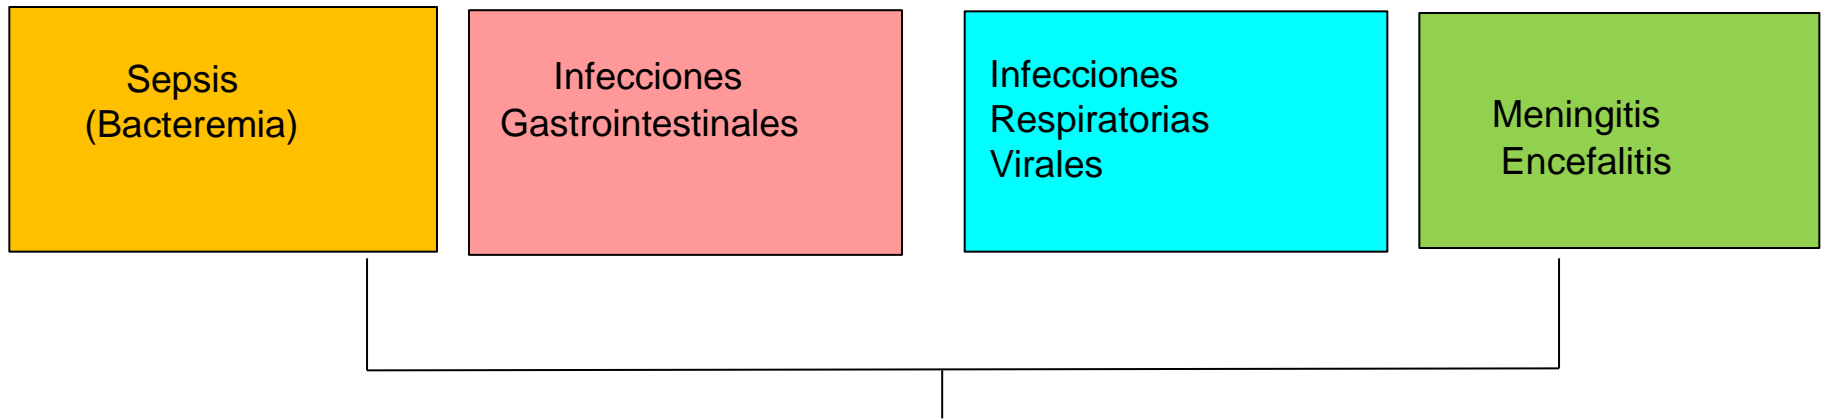 Sepsis
(Bacteremia)
Infecciones
Gastrointestinales
Infecciones
Respiratorias
Virales
Meningitis
Encefalitis